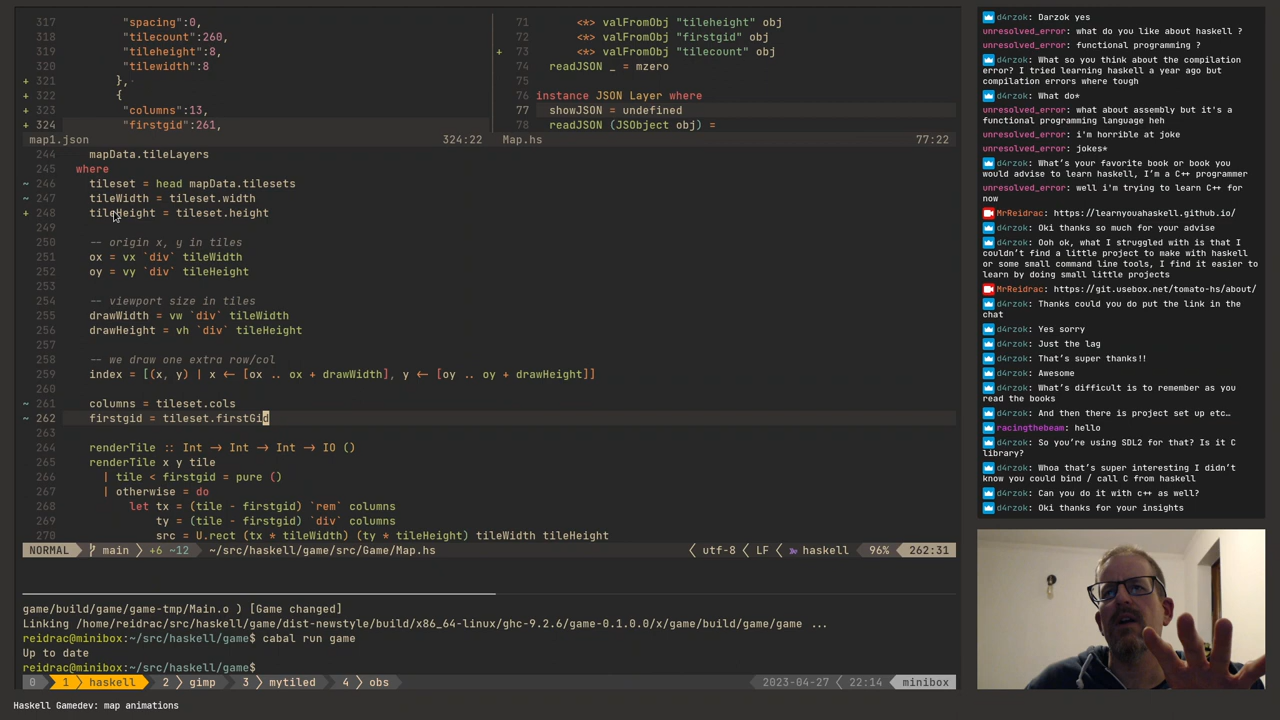 317 "spacing":0,
318 "tilecount":260,
319 "tileheight":8,
320 "tilewidth":8
+ 321 },
+ 322 {
+ 323 "columns":13,
+ 324 "firstgid":261,
map1.json 324:22
71 <*> valFromObj "tileheight" obj
72 <*> valFromObj "firstgid" obj
+ 73 <*> valFromObj "tilecount" obj
74 readJSON _ = mzero
75
76 instance JSON Layer where
77 showJSON = undefined
78 readJSON (JSObject obj) =
Map.hs 77:22
244 mapData.tileLayers
245 where
~ 246 tileset = head mapData.tilesets
~ 247 tileWidth = tileset.width
+ 248 tileHeight = tileset.height
249
250 -- origin x, y in tiles
251 ox = vx `div` tileWidth
252 oy = vy `div` tileHeight
253
254 -- viewport size in tiles
255 drawWidth = vw `div` tileWidth
256 drawHeight = vh `div` tileHeight
257
258 -- we draw one extra row/col
259 index = [(x, y) | x <- [ox .. ox + drawWidth], y <- [oy .. oy + drawHeight]]
260
~ 261 columns = tileset.cols
~ 262 firstgid = tileset.firstGid
263
264 renderTile :: Int -> Int -> Int -> IO ()
265 renderTile x y tile
266 | tile < firstgid = pure ()
267 | otherwise = do
268 let tx = (tile - firstgid) `rem` columns
269 ty = (tile - firstgid) `div` columns
270 src = U.rect (tx * tileWidth) (ty * tileHeight) tileWidth tileHeight
NORMAL main +6 ~12 ~/src/haskell/game/src/Game/Map.hs utf-8 LF haskell 96% 262:31
game/build/game/game-tmp/Main.o ) [Game changed]
Linking /home/reidrac/src/haskell/game/dist-newstyle/build/x86_64-linux/ghc-9.2.6/game-0.1.0.0/x/game/build/game/game ...
reidrac@minibox:~/src/haskell/game$ cabal run game
Up to date
reidrac@minibox:~/src/haskell/game$
0 1 haskell 2 gimp 3 mytiled 4 obs 2023-04-27 22:14 minibox
Haskell Gamedev: map animations
d4rzok: Darzok yes
unresolved_error: what do you like about haskell ?
unresolved_error: functional programming ?
d4rzok: What so you think about the compilation
error? I tried learning haskell a year ago but
compilation errors where tough
d4rzok: What do*
unresolved_error: what about assembly but it's a
functional programming language heh
unresolved_error: i'm horrible at joke
unresolved_error: jokes*
d4rzok: What's your favorite book or book you
would advise to learn haskell, I'm a C++ programmer
unresolved_error: well i'm trying to learn C++ for
now
MrReidrac: https://learnyouahaskell.github.io/
d4rzok: Oki thanks so much for your advise
d4rzok: Ooh ok, what I struggled with is that I
couldn't find a little project to make with haskell
or some small command line tools, I find it easier to
learn by doing small little projects
MrReidrac: https://git.usebox.net/tomato-hs/about/
d4rzok: Thanks could you do put the link in the
chat
d4rzok: Yes sorry
d4rzok: Just the lag
d4rzok: That's super thanks!!
d4rzok: Awesome
d4rzok: What's difficult is to remember as you
read the books
d4rzok: And then there is project set up etc…
racingthebeam: hello
d4rzok: So you're using SDL2 for that? Is it C
library?
d4rzok: Whoa that's super interesting I didn't
know you could bind / call C from haskell
d4rzok: Can you do it with c++ as well?
d4rzok: Oki thanks for your insights